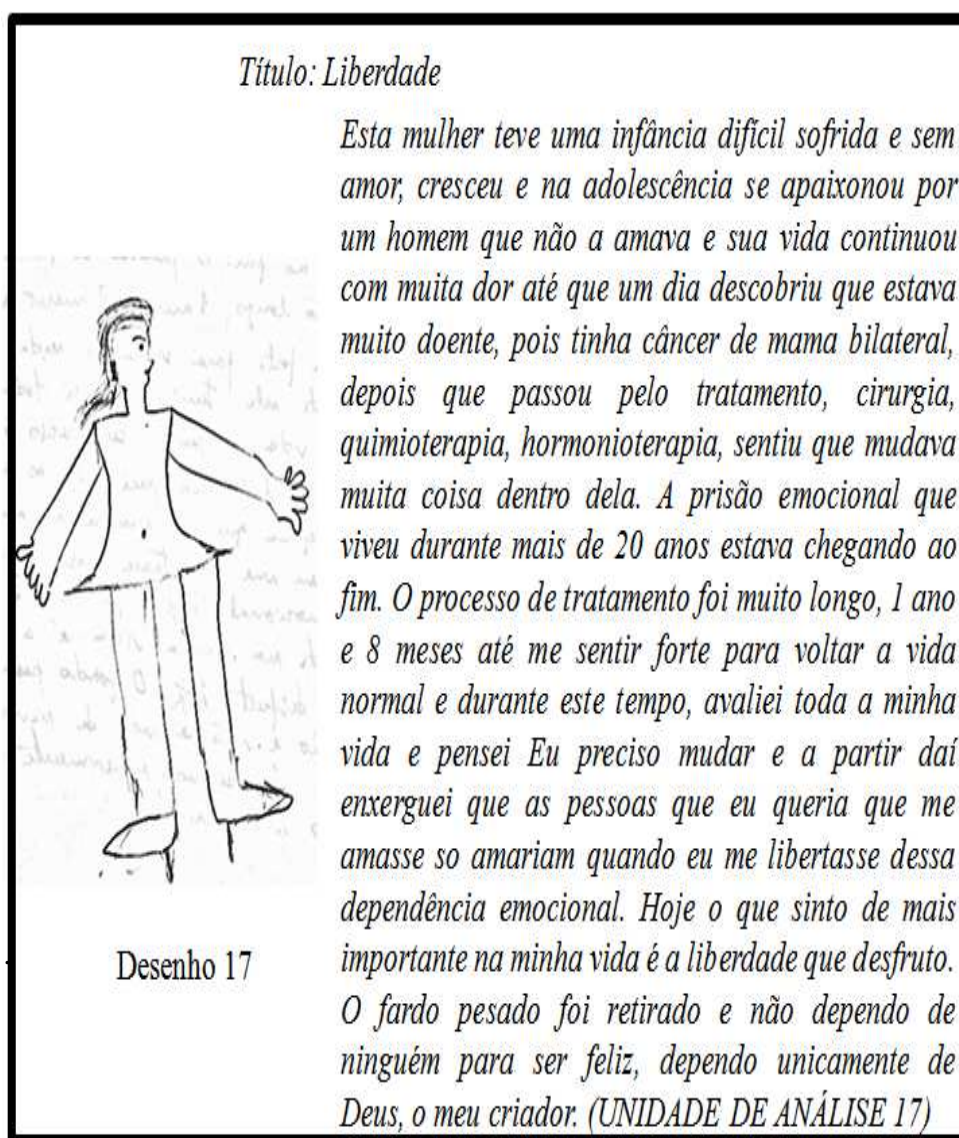 Título: Liberdade
Esta mulher teve uma infância difícil sofrida e sem
amor, cresceu e na adolescência se apaixonou por
um homem que não a amava e sua vida continuou
com muita dor até que um dia descobriu que estava
muito doente, pois tinha câncer de mama bilateral,
depois que passou pelo tratamento, cirurgia,
quimioterapia, hormonioterapia, sentiu que mudava
muita coisa dentro dela. A prisão emocional que
viveu durante mais de 20 anos estava chegando ao
fim. O processo de tratamento foi muito longo, 1 ano
e 8 meses até me sentir forte para voltar a vida
normal e durante este tempo, avaliei toda a minha
vida e pensei Eu preciso mudar e a partir daí
enxerguei que as pessoas que eu queria que me
amasse so amariam quando eu me libertasse dessa
dependência emocional. Hoje o que sinto de mais
importante na minha vida é a liberdade que desfruto.
O fardo pesado foi retirado e não dependo de
ninguém para ser feliz, dependo unicamente de
Deus, o meu criador. (UNIDADE DE ANÁLISE 17)
Desenho 17